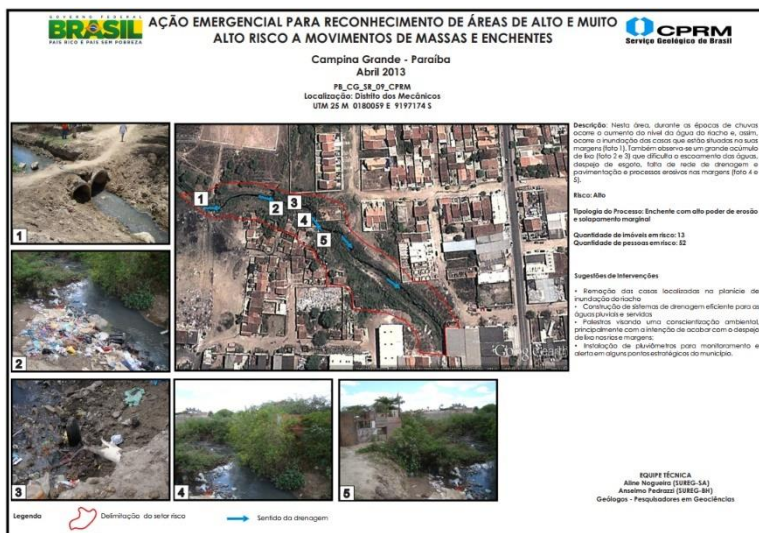 GOVERNO FEDERAL
BRASIL
PAÍS RICO É PAÍS SEM POBREZA
AÇÃO EMERGENCIAL PARA RECONHECIMENTO DE ÁREAS DE ALTO E MUITO
ALTO RISCO A MOVIMENTOS DE MASSAS E ENCHENTES
CPRM
Serviço Geológico do Brasil
Campina Grande - Paraíba
Abril 2013
PB_CG_SR_09_CPRM
Localização: Distrito dos Mecânicos
UTM 25 M 0180059 E 9197174 S
Descrição: Nesta área, durante as épocas de chuvas
ocorre o aumento do nível da água do riacho e, assim,
ocorre a inundação das casas que estão situadas na suas
margens (foto 1). Também observa-se um grande acúmulo
de lixo (foto 2 e 3) que dificulta o escoamento das águas,
despejo de esgoto, falta de rede de drenagem e
pavimentação e processos erosivos nas margens (foto 4 e
5).
Risco: Alto
Tipologia do Processo: Enchente com alto poder de erosão
e solapamento marginal
Quantidade de imóveis em risco: 13
Quantidade de pessoas em risco: 52
Sugestões de Intervenções
• Remoção das casas localizadas na planície de
inundação do riacho
• Construção de sistemas de drenagem eficiente para as
águas pluviais e servidas
• Palestras visando uma conscientização ambiental,
principalmente com a intenção de acabar com o despejo
de lixo nos rios e margens;
• Instalação de pluviômetros para monitoramento e
alerta em alguns pontos estratégicos do município.
1
2
3
4
5
1
2
3
4
5
Google earth
EQUIPE TÉCNICA
Aline Nogueira (SUREG-SA)
Anselmo Pedrazzi (SUREG-BH)
Geólogos - Pesquisadores em Geociências
Legenda
Delimitação do setor risco
Sentido da drenagem